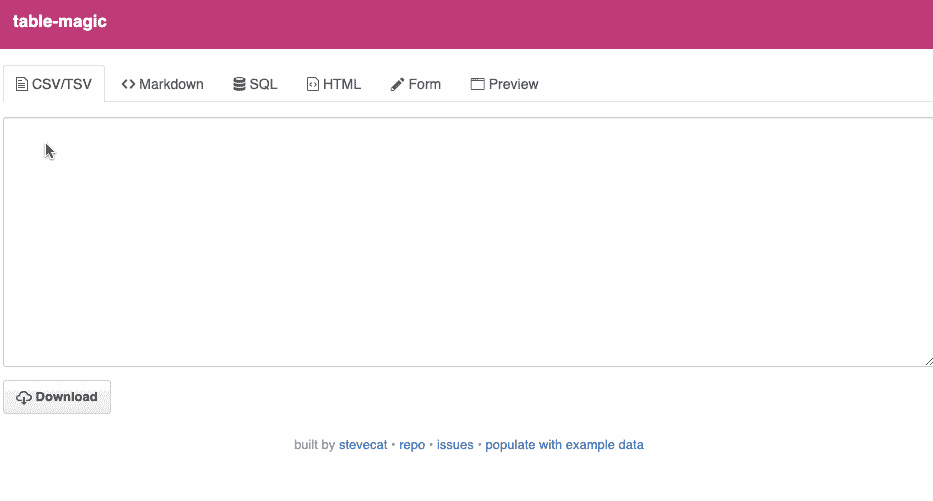 table-magic
CSV/TSV Markdown SQL HTML Form Preview
Download
built by stevecat • repo • issues • populate with example data